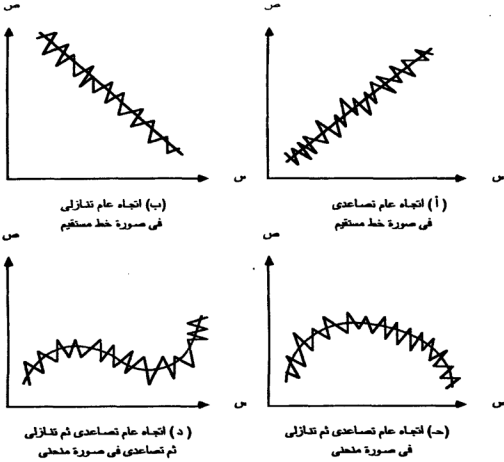 ص
ص
س
س
( أ ) اتجاه عام تصاعدى
فى صورة خط مستقيم
(ب) اتجاه عام تنازلى
فى صورة خط مستقيم
ص
ص
س
س
(حـ) اتجاه عام تصاعدى ثم تنازلى
فى صورة منحنى
( د ) اتجاه عام تصاعدى ثم تنازلى
ثم تصاعدى فى صورة منحنى